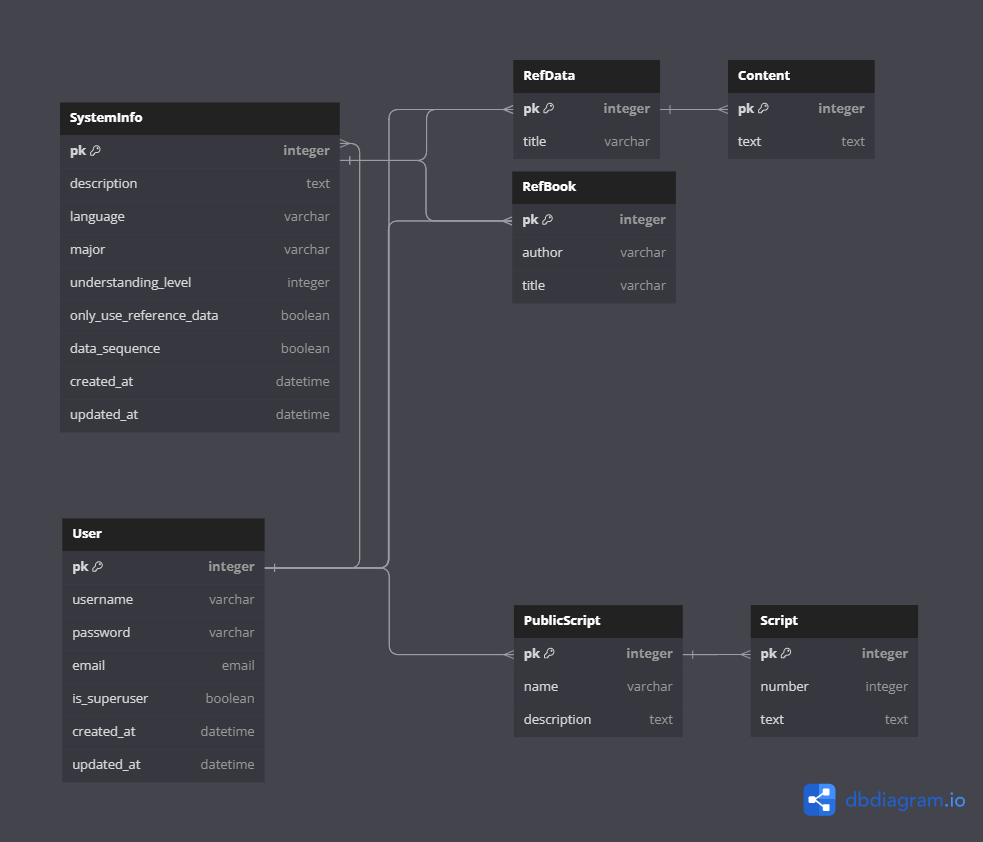 SystemInfo
pk integer
description text
language varchar
major varchar
understanding_level integer
only_use_reference_data boolean
data_sequence boolean
created_at datetime
updated_at datetime
RefData
pk integer
title varchar
Content
pk integer
text text
RefBook
pk integer
author varchar
title varchar
User
pk integer
username varchar
password varchar
email email
is_superuser boolean
created_at datetime
updated_at datetime
PublicScript
pk integer
name varchar
description text
Script
pk integer
number integer
text text
dbdiagram.io